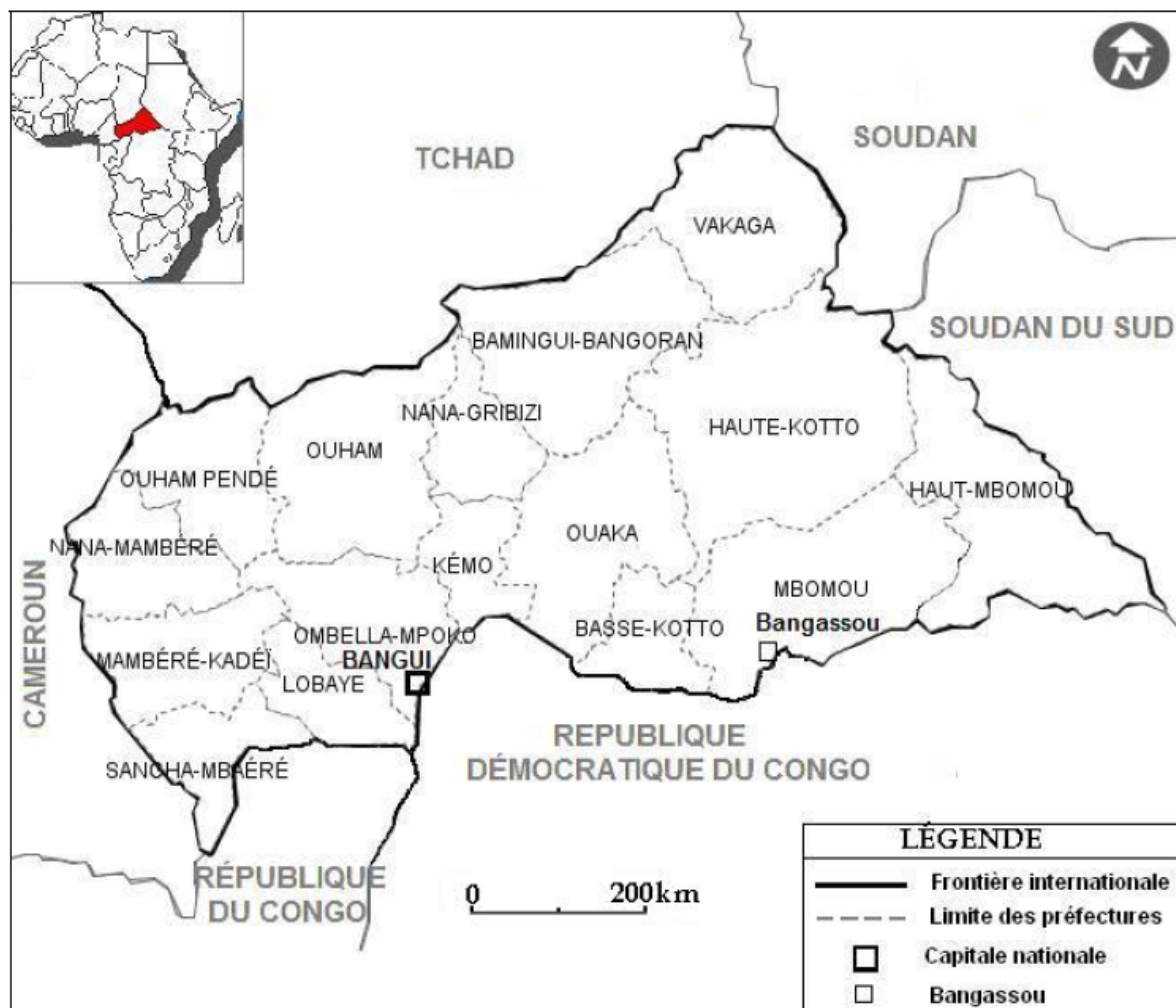 N
SOUDAN
TCHAD
VAKAGA
SOUDAN DU SUD
BAMINGUI-BANGORAN
NANA-GRIBIZI
HAUTE-KOTTO
OUHAM
OUHAM PENDÉ
HAUT-MBOMOU
OUAKA
NANA-MAMBÉRÉ
KÉMO
MBOMOU
Bangassou
BASSE-KOTTO
OMBELLA-MPOKO
BANGUI
MAMBÉRÉ-KADÉÏ
LOBAYE
CAMEROUN
REPUBLIQUE
DÉMOCRATIQUE DU CONGO
SANCHA-MBAÉRÉ
RÉPUBLIQUE
DU CONGO
0 200km
LÉGENDE
Frontière internationale
Limite des préfectures
Capitale nationale
Bangassou